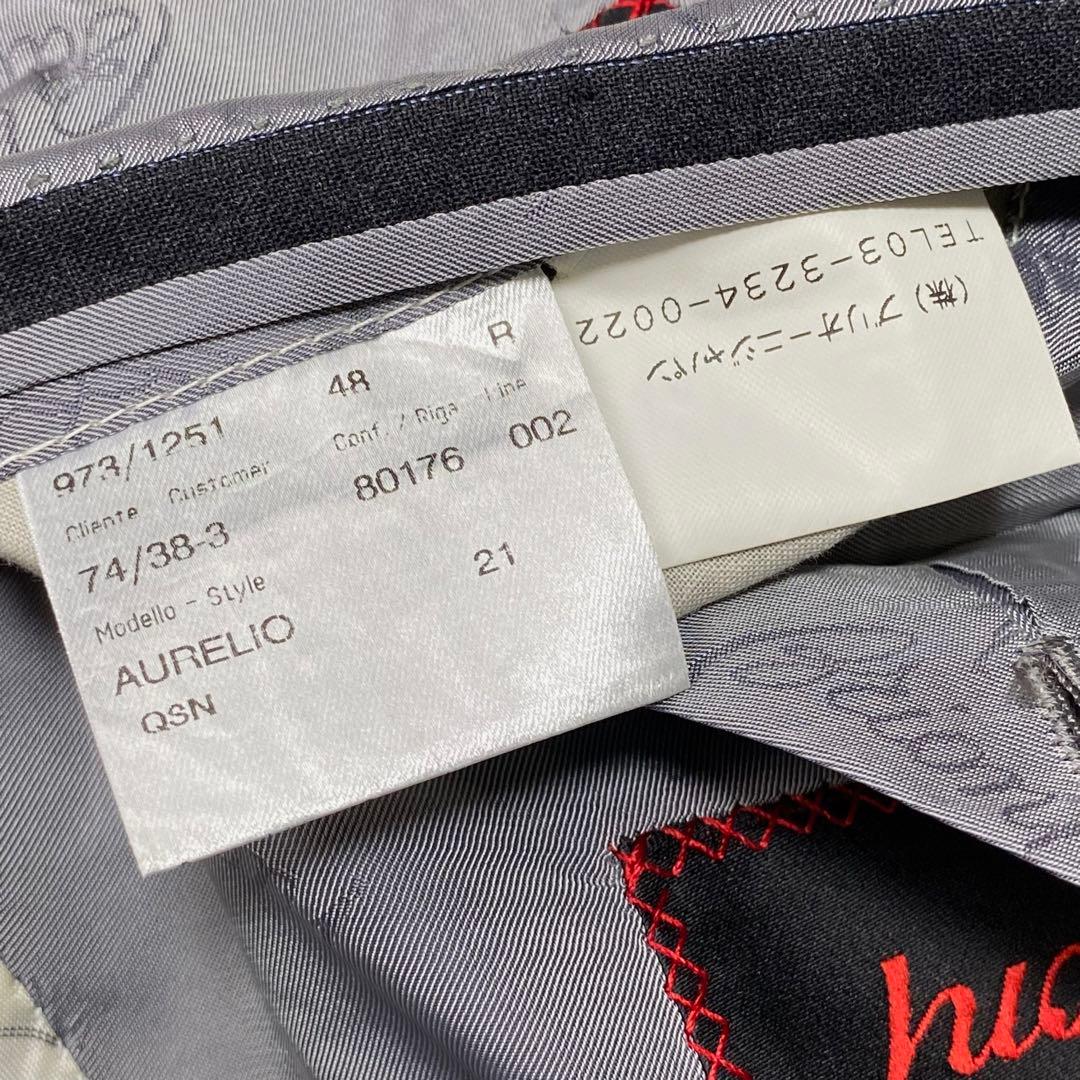 973/1251 48 R
Cliente Customer Conf./Riga Line
74/38-3 80176 002
Modello - Style 21
AURELIO
QSN
(株)ブリオーニジャパン
TEL03-3234-0022